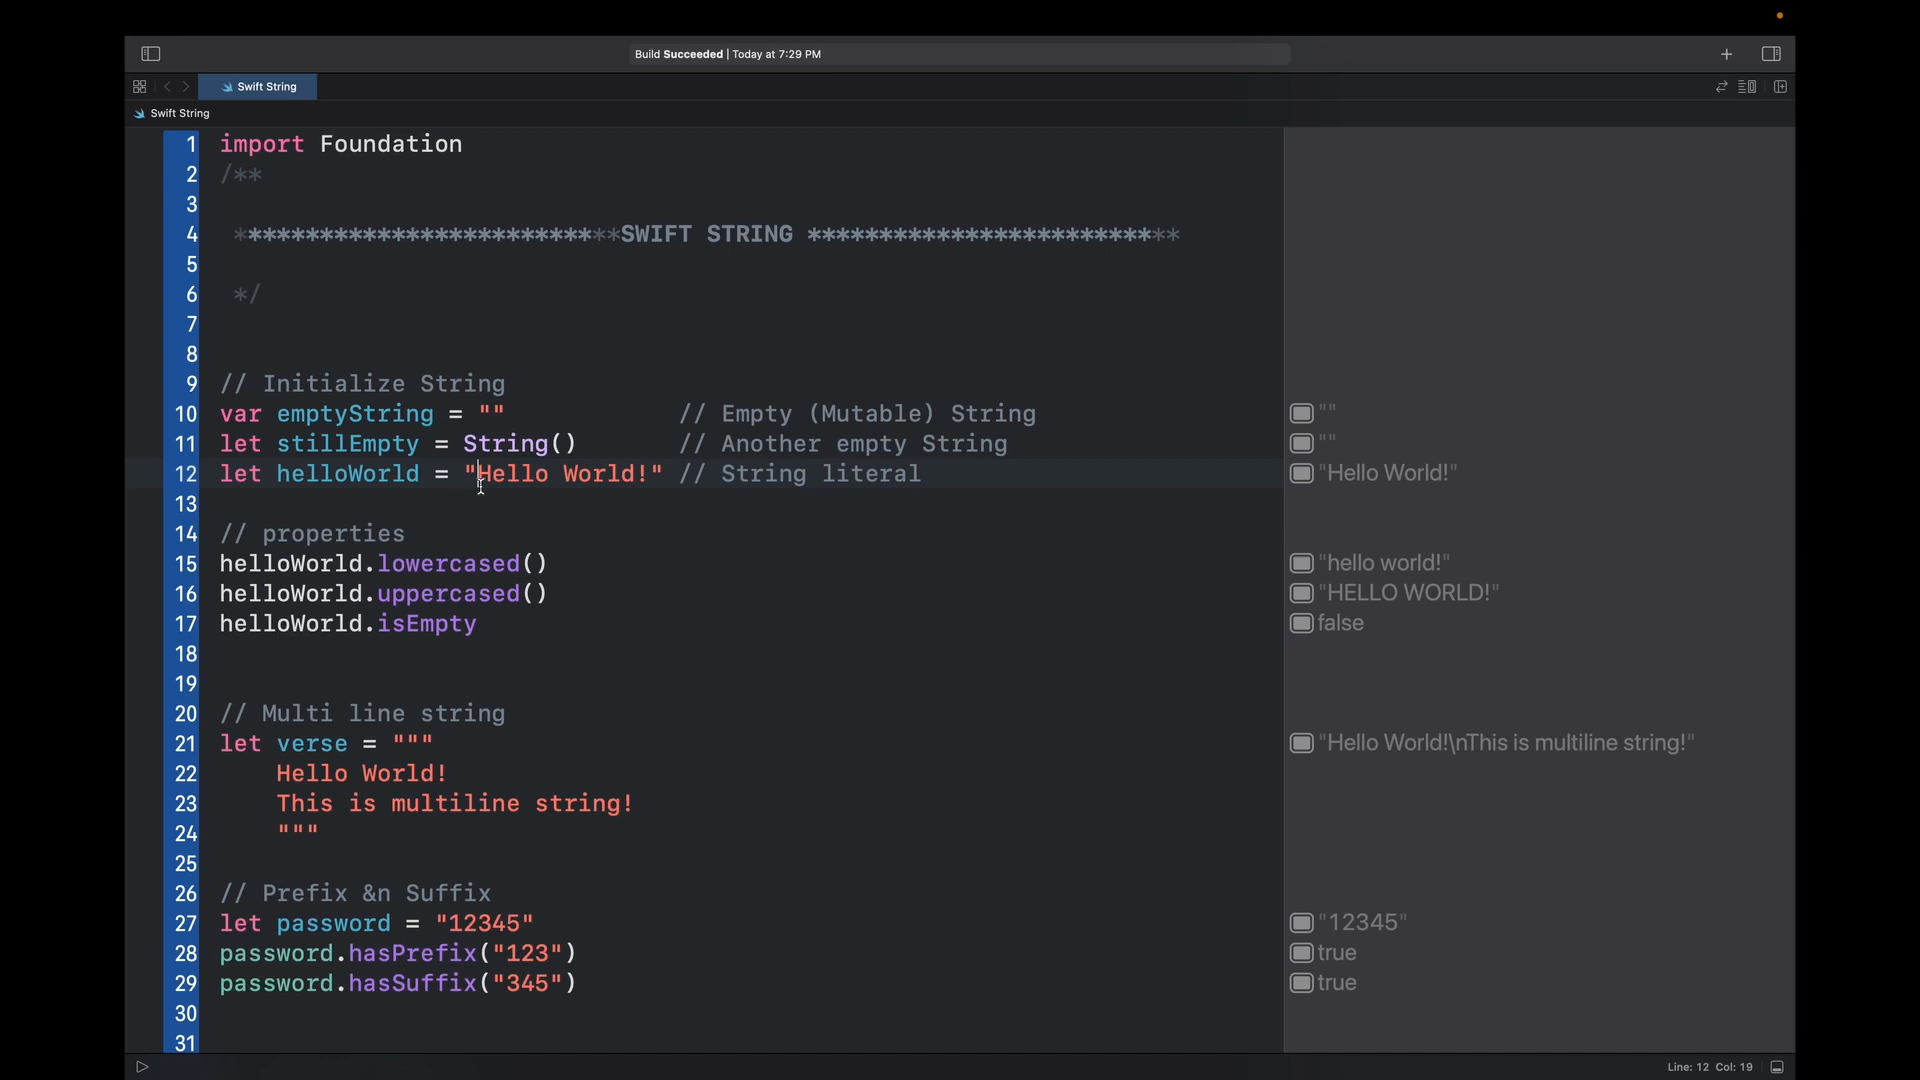 Build Succeeded | Today at 7:29 PM
Swift String
Swift String
1 import Foundation
2 /**
3
4 **************************SWIFT STRING **************************
5
6 */
7
8
9 // Initialize String
10 var emptyString = "" // Empty (Mutable) String ""
11 let stillEmpty = String() // Another empty String ""
12 let helloWorld = "Hello World!" // String literal "Hello World!"
13
14 // properties
15 helloWorld.lowercased() "hello world!"
16 helloWorld.uppercased() "HELLO WORLD!"
17 helloWorld.isEmpty false
18
19
20 // Multi line string
21 let verse = """ "Hello World!\nThis is multiline string!"
22 Hello World!
23 This is multiline string!
24 """
25
26 // Prefix &n Suffix
27 let password = "12345" "12345"
28 password.hasPrefix("123") true
29 password.hasSuffix("345") true
30
31
Line: 12 Col: 19